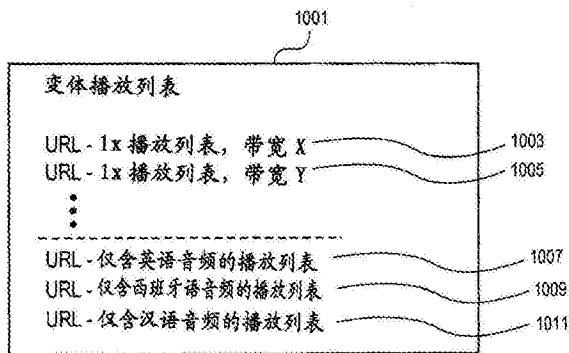 1001
变体播放列表
URL - 1x 播放列表，带宽 X 1003
URL - 1x 播放列表，带宽 Y 1005
URL - 仅含英语音频的播放列表 1007
URL - 仅含西班牙语音频的播放列表 1009
URL - 仅含汉语音频的播放列表 1011